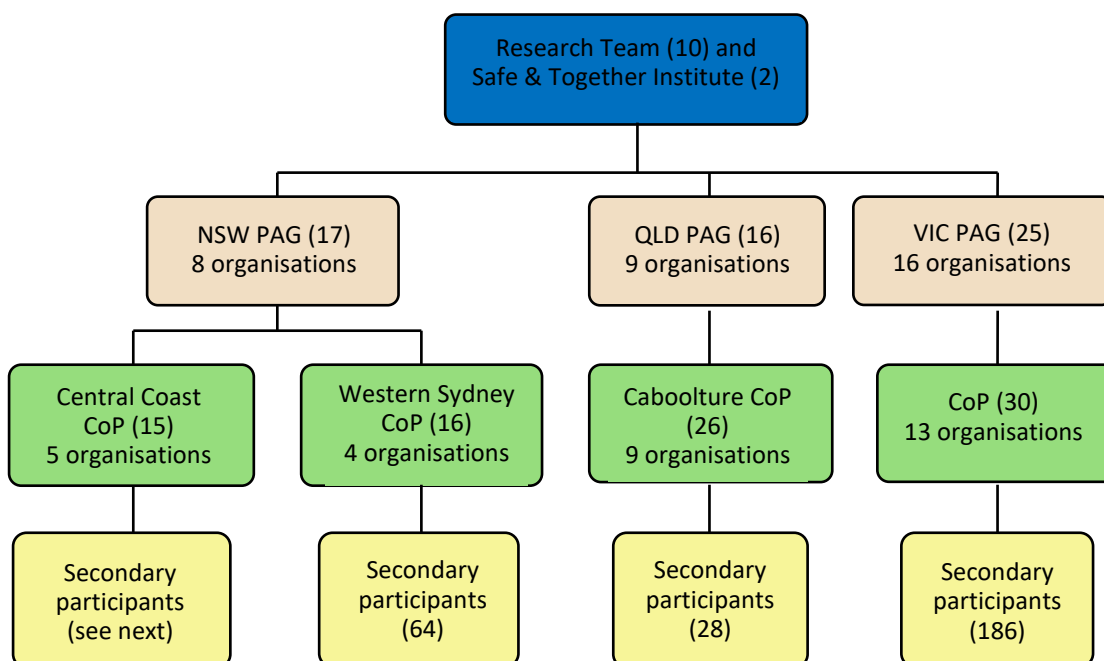 Research Team (10) and
Safe & Together Institute (2)
NSW PAG (17)
8 organisations
QLD PAG (16)
9 organisations
VIC PAG (25)
16 organisations
Central Coast
CoP (15)
5 organisations
Western Sydney
CoP (16)
4 organisations
Caboolture CoP
(26)
9 organisations
CoP (30)
13 organisations
Secondary
participants
(see next)
Secondary
participants
(64)
Secondary
participants
(28)
Secondary
participants
(186)